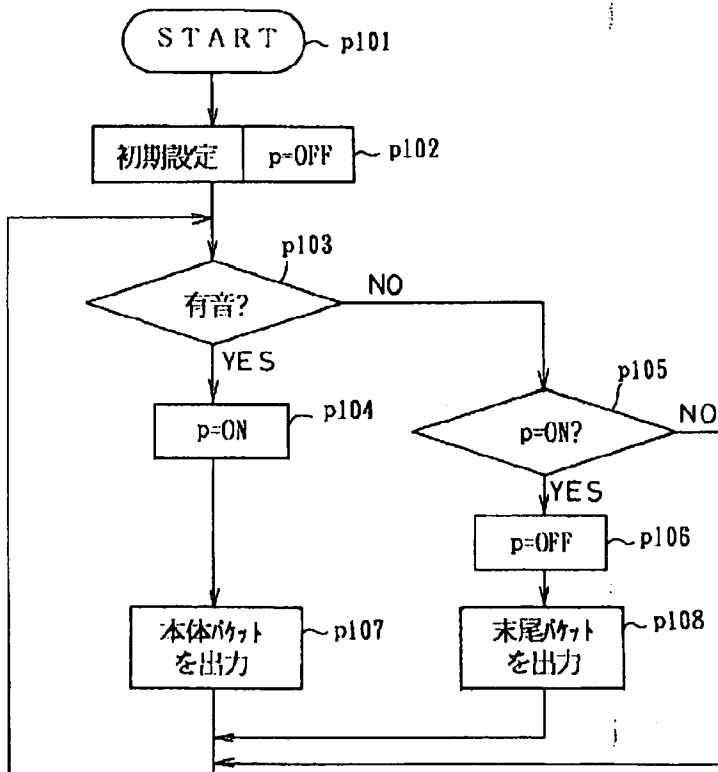 START
p101
初期設定
p=OFF
p102
p103
有音?
NO
YES
p105
p104
p=ON
p=ON?
NO
YES
p=OFF
p106
本体パケット
を出力
p107
末尾パケット
を出力
p108